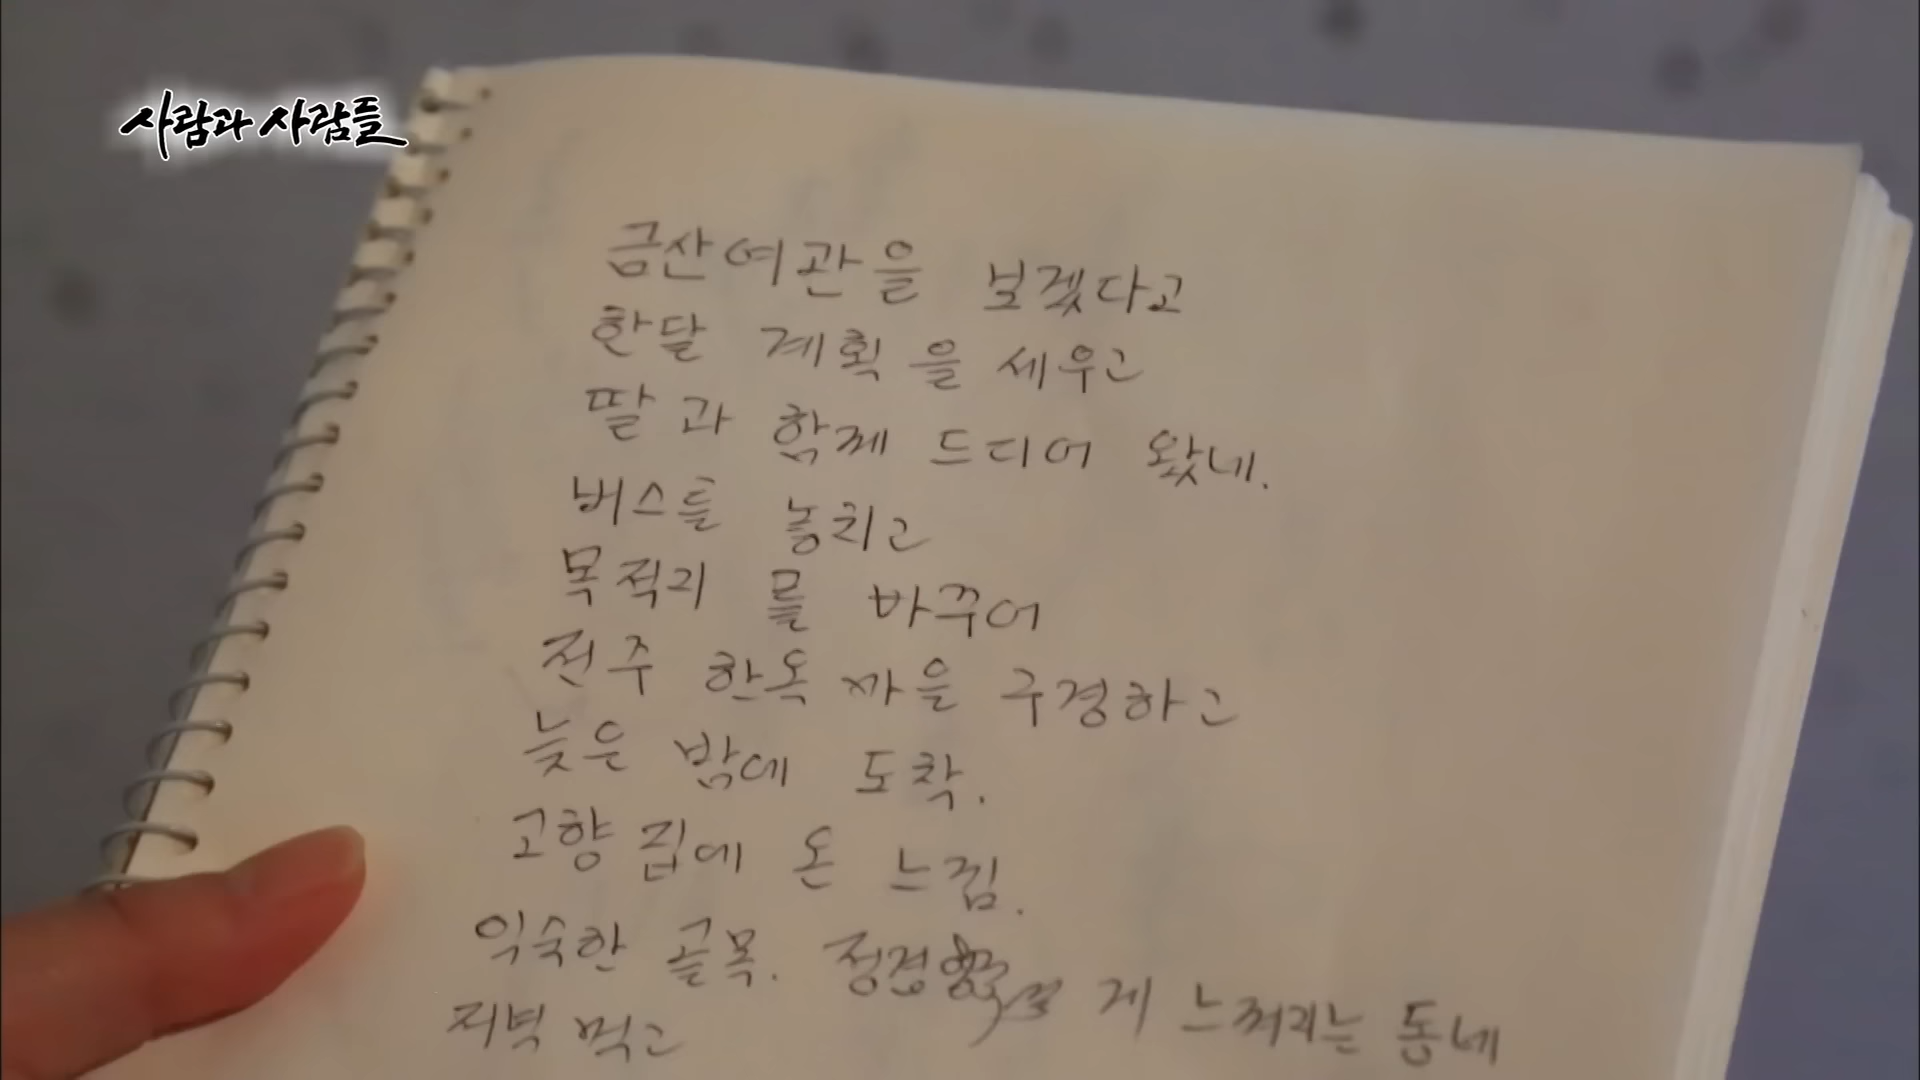 사람과 사람들
금산여관을 보겠다고
한달 계획을 세우고
딸과 함께 드디어 왔네.
버스를 놓치고
목적지를 바꾸어
전주 한옥마을 구경하고
늦은 밤에 도착.
고향집에 온 느낌.
익숙한 골목. 정겹 게 느껴지는 동네
저녁 먹고